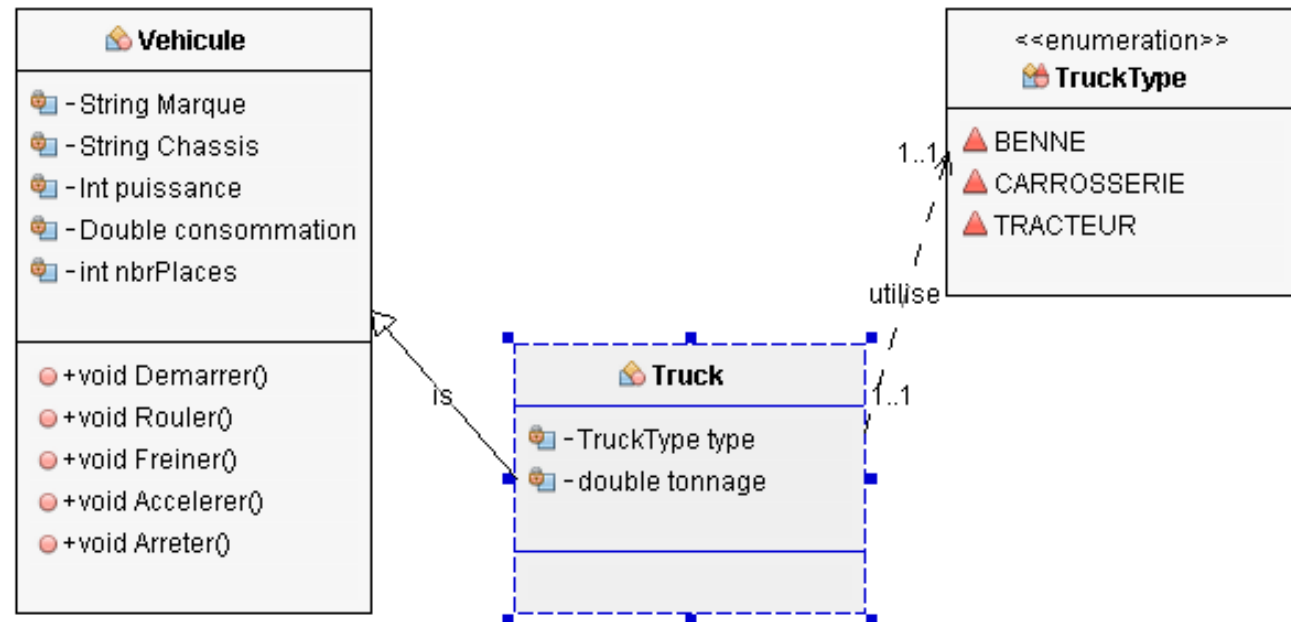 Vehicule
-String Marque
-String Chassis
-Int puissance
-Double consommation
-int nbrPlaces
+void Demarrer()
+void Rouler()
+void Freiner()
+void Accelerer()
+void Arreter()
is
Truck
-TruckType type
-double tonnage
1..1
utilise
1..1
<<enumeration>>
TruckType
BENNE
CARROSSERIE
TRACTEUR